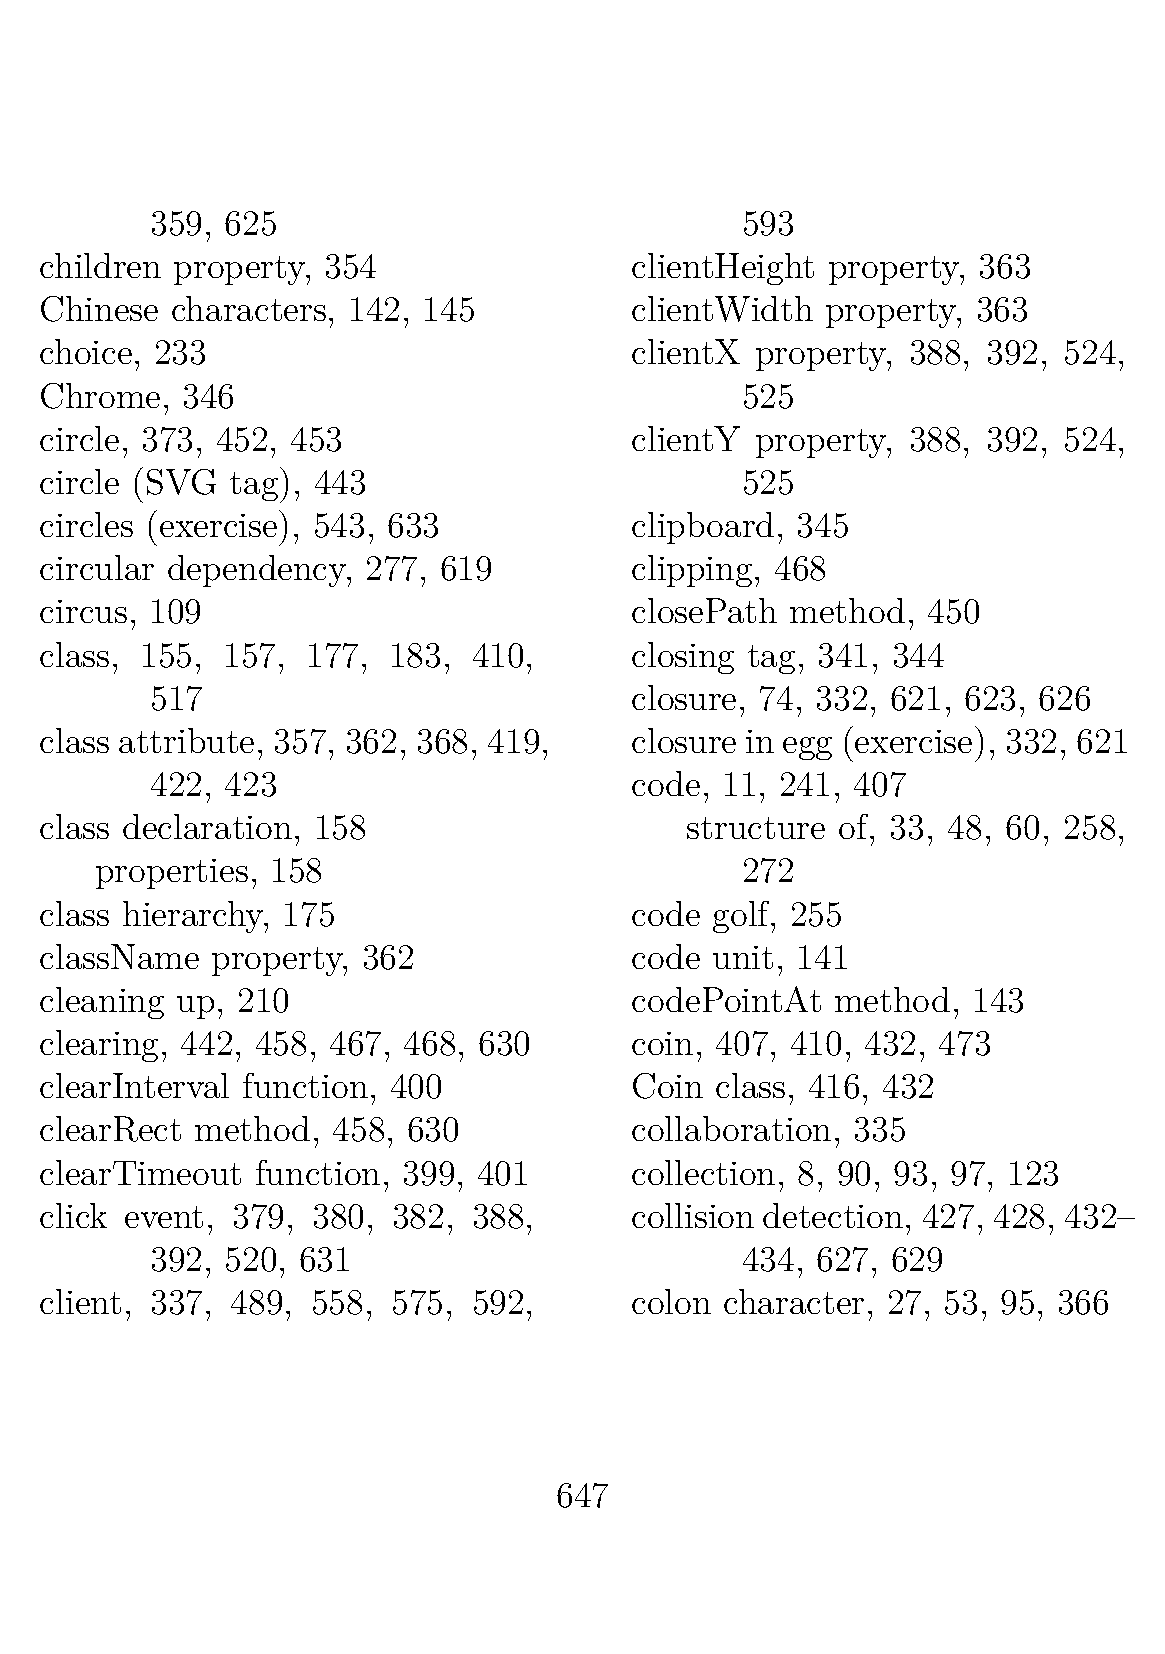 359, 625
children property, 354
Chinese characters, 142, 145
choice, 233
Chrome, 346
circle, 373, 452, 453
circle (SVG tag), 443
circles (exercise), 543, 633
circular dependency, 277, 619
circus, 109
class, 155, 157, 177, 183, 410,
517
class attribute, 357, 362, 368, 419,
422, 423
class declaration, 158
properties, 158
class hierarchy, 175
className property, 362
cleaning up, 210
clearing, 442, 458, 467, 468, 630
clearInterval function, 400
clearRect method, 458, 630
clearTimeout function, 399, 401
click event, 379, 380, 382, 388,
392, 520, 631
client, 337, 489, 558, 575, 592,
593
clientHeight property, 363
clientWidth property, 363
clientX property, 388, 392, 524,
525
clientY property, 388, 392, 524,
525
clipboard, 345
clipping, 468
closePath method, 450
closing tag, 341, 344
closure, 74, 332, 621, 623, 626
closure in egg (exercise), 332, 621
code, 11, 241, 407
structure of, 33, 48, 60, 258,
272
code golf, 255
code unit, 141
codePointAt method, 143
coin, 407, 410, 432, 473
Coin class, 416, 432
collaboration, 335
collection, 8, 90, 93, 97, 123
collision detection, 427, 428, 432–
434, 627, 629
colon character, 27, 53, 95, 366
647